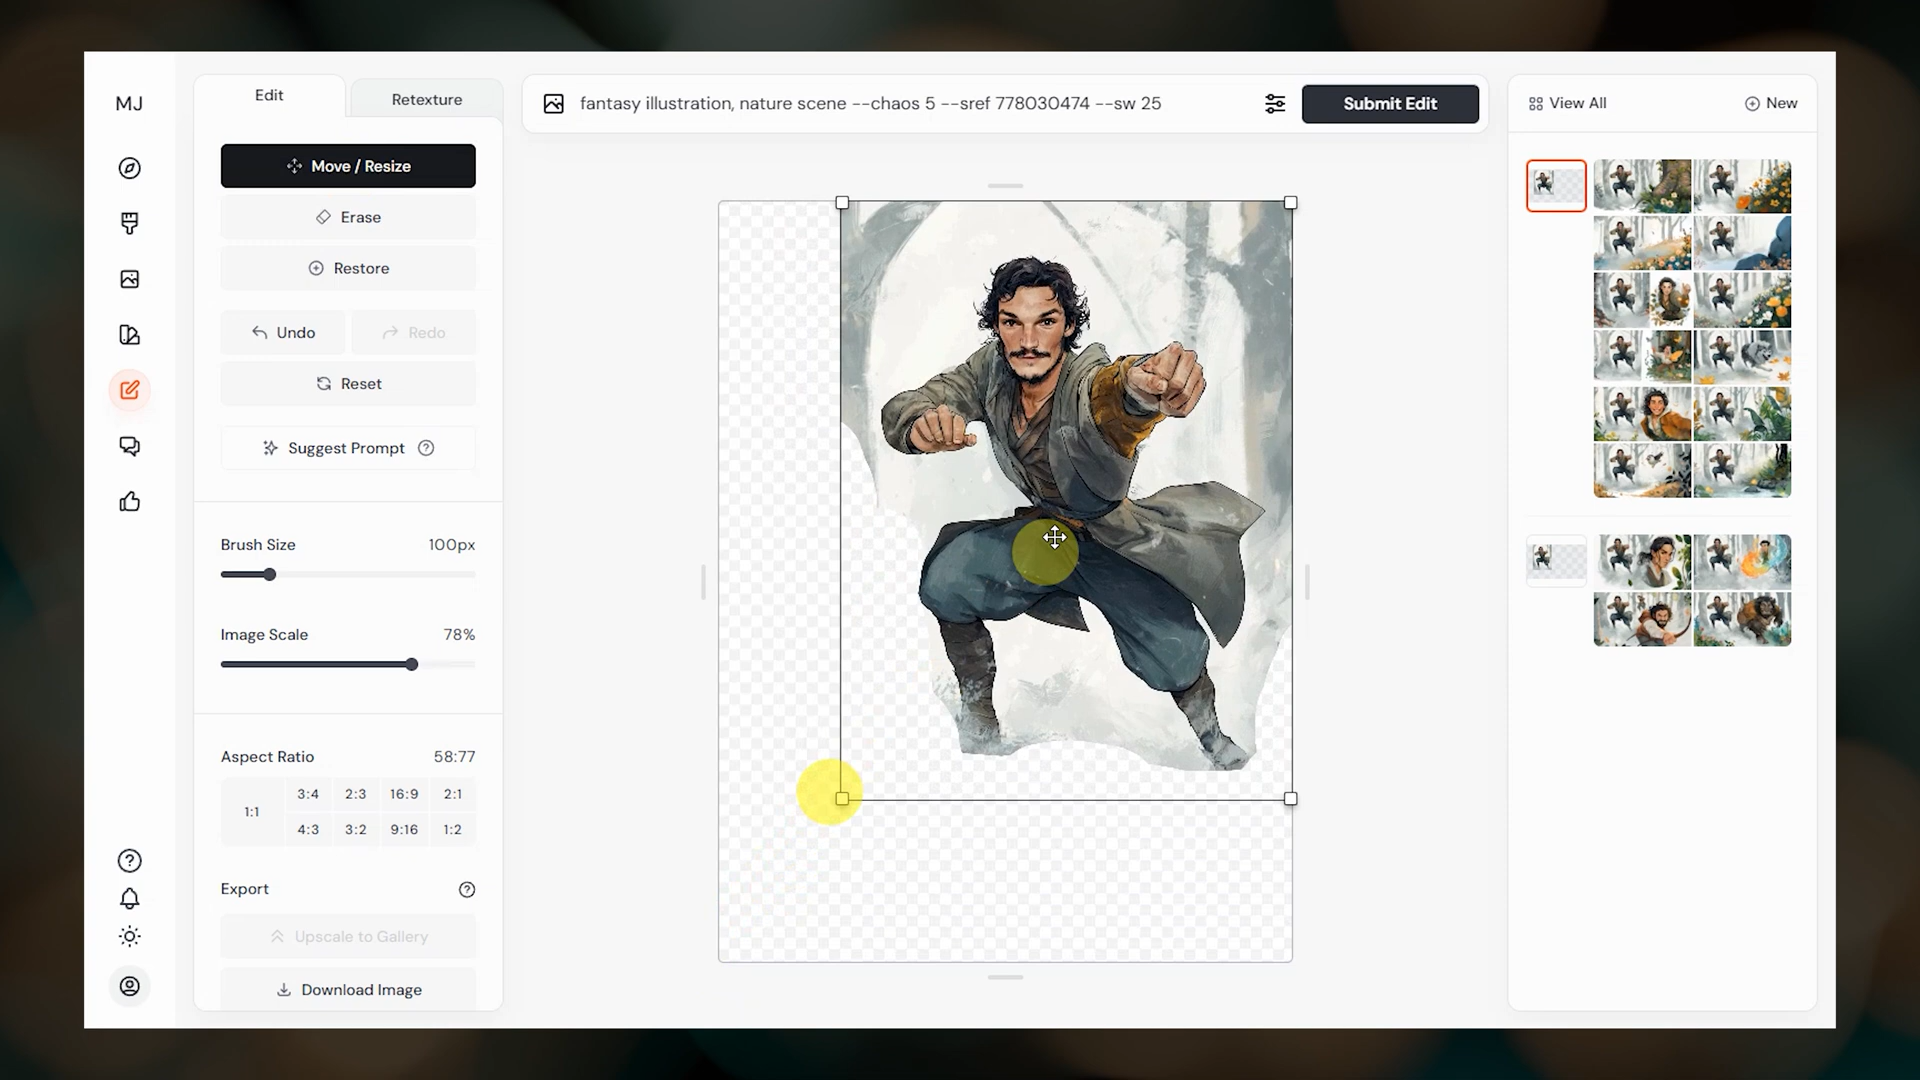 MJ
Edit
Retexture
Move / Resize
Erase
Restore
Undo
Redo
Reset
Suggest Prompt
Brush Size 100px
Image Scale 78%
Aspect Ratio 58:77
1:1
3:4 2:3 16:9 2:1
4:3 3:2 9:16 1:2
Export
Upscale to Gallery
Download Image
fantasy illustration, nature scene --chaos 5 --sref 778030474 --sw 25
Submit Edit
View All
New